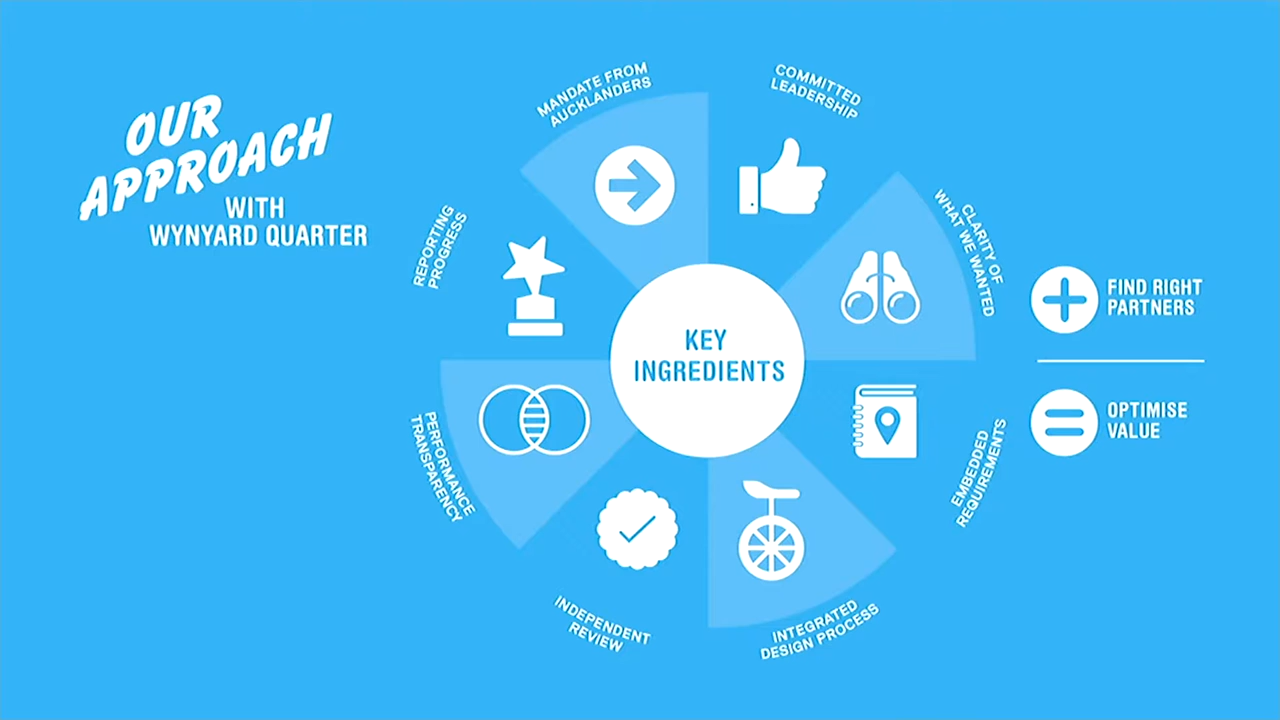 OUR
APPROACH
WITH
WYNYARD QUARTER
MANDATE FROM
AUCKLANDERS
COMMITTED
LEADERSHIP
CLARITY OF
WHAT WE WANTED
EMBEDDED
REQUIREMENTS
INTEGRATED
DESIGN PROCESS
INDEPENDENT
REVIEW
PERFORMANCE
TRANSPARENCY
REPORTING
PROGRESS
KEY
INGREDIENTS
FIND RIGHT
PARTNERS
OPTIMISE
VALUE